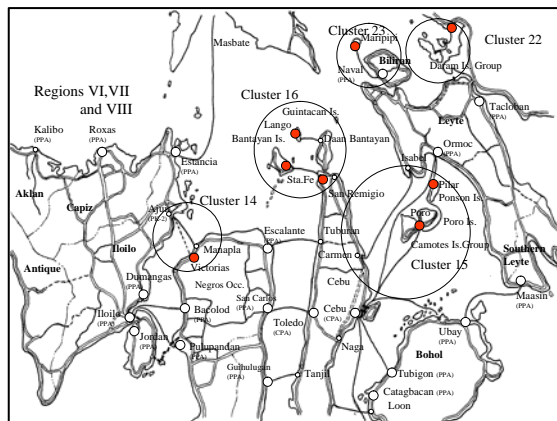 Masbate
Cluster 23
Maripipi
Cluster 22
Naval
(PPA)
Biliran
Daram Is. Group
Regions VI,VII
and VIII
Cluster 16
Guintacan Is.
Lango
Bantayan Is.
Daan Bantayan
Sta.Fe
San Remigio
Tacloban
(PPA)
Leyte
Ormoc
(PPA)
Isabel
Kalibo
(PPA)
Roxas
(PPA)
Estancia
(PPA)
Aklan
Capiz
Cluster 14
Ajuy
Pilar
Ponson Is.
Poro
Poro Is.
Camotes Is.Group
Cluster 15
Iloilo
Antique
Manapla
Victorias
Escalante
(PPA)
Tuburan
Carmen
Cebu
Southern
Leyte
Dumangas
(PPA)
Negros Occ.
Maasin
(PPA)
Iloilo
(PPA)
Bacolod
(PPA)
San Carlos
(PPA)
Toledo
(CPA)
Cebu
(CPA)
Ubay
(PPA)
Jordan
(PPA)
Pulupandan
Naga
Bohol
Guihulugan
(PPA)
Tanjil
Tubigon (PPA)
Catagbacan (PPA)
Loon